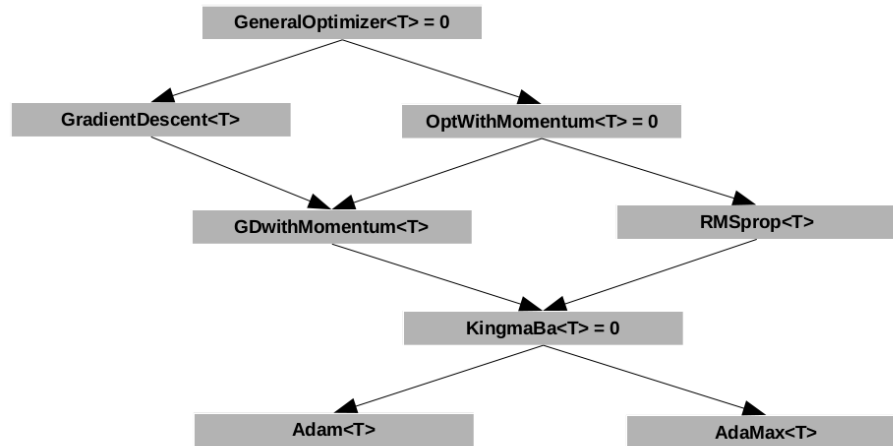 GeneralOptimizer<T> = 0
GradientDescent<T>
OptWithMomentum<T> = 0
GDwithMomentum<T>
RMSprop<T>
KingmaBa<T> = 0
Adam<T>
AdaMax<T>